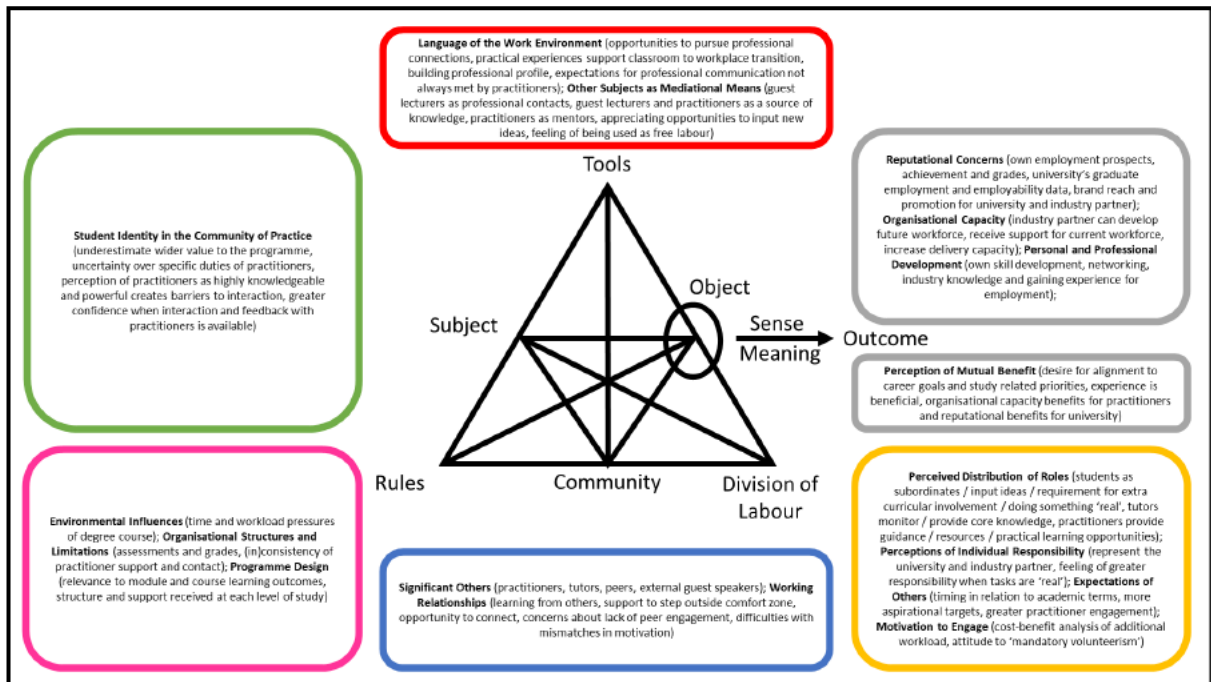 Language of the Work Environment (opportunities to pursue professional
connections, practical experiences support classroom to workplace transition,
building professional profile, expectations for professional communication not
always met by practitioners); Other Subjects as Mediational Means (guest
lecturers as professional contacts, guest lecturers and practitioners as a source of
knowledge, practitioners as mentors, appreciating opportunities to input new
ideas, feeling of being used as free labour)
Tools
Student Identity in the Community of Practice
(underestimate wider value to the programme,
uncertainty over specific duties of practitioners,
perception of practitioners as highly knowledgeable
and powerful creates barriers to interaction, greater
confidence when interaction and feedback with
practitioners is available)
Reputational Concerns (own employment prospects,
achievement and grades, university's graduate
employment and employability data, brand reach and
promotion for university and industry partner);
Organisational Capacity (industry partner can develop
future workforce, receive support for current workforce,
increase delivery capacity); Personal and Professional
Development (own skill development, networking,
industry knowledge and gaining experience for
employment);
Object
Subject
Sense
Meaning
Outcome
Perception of Mutual Benefit (desire for alignment to
career goals and study related priorities, experience is
beneficial, organisational capacity benefits for practitioners
and reputational benefits for university)
Rules
Community
Division of
Labour
Environmental Influences (time and workload pressures
of degree course); Organisational Structures and
Limitations (assessments and grades, (in)consistency of
practitioner support and contact); Programme Design
(relevance to module and course learning outcomes,
structure and support received at each level of study)
Significant Others (practitioners, tutors, peers, external guest speakers); Working
Relationships (learning from others, support to step outside comfort zone,
opportunity to connect, concerns about lack of peer engagement, difficulties with
mismatches in motivation)
Perceived Distribution of Roles (students as
subordinates / input ideas / requirement for extra
curricular involvement / doing something 'real', tutors
monitor / provide core knowledge, practitioners provide
guidance / resources / practical learning opportunities);
Perceptions of Individual Responsibility (represent the
university and industry partner, feeling of greater
responsibility when tasks are 'real'); Expectations of
Others (timing in relation to academic terms, more
aspirational targets, greater practitioner engagement);
Motivation to Engage (cost-benefit analysis of additional
workload, attitude to 'mandatory volunteerism')